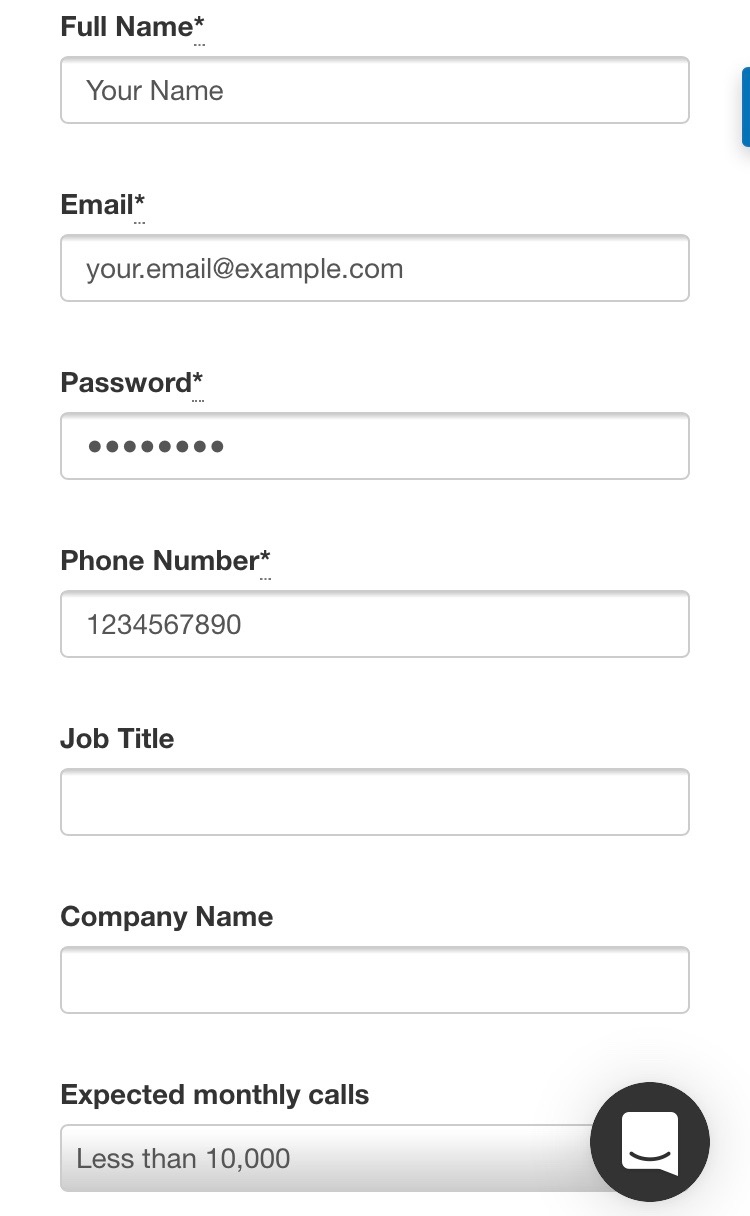 Full Name*
Your Name
Email*
your.email@example.com
Password*
••••••••
Phone Number*
1234567890
Job Title
Company Name
Expected monthly calls
Less than 10,000